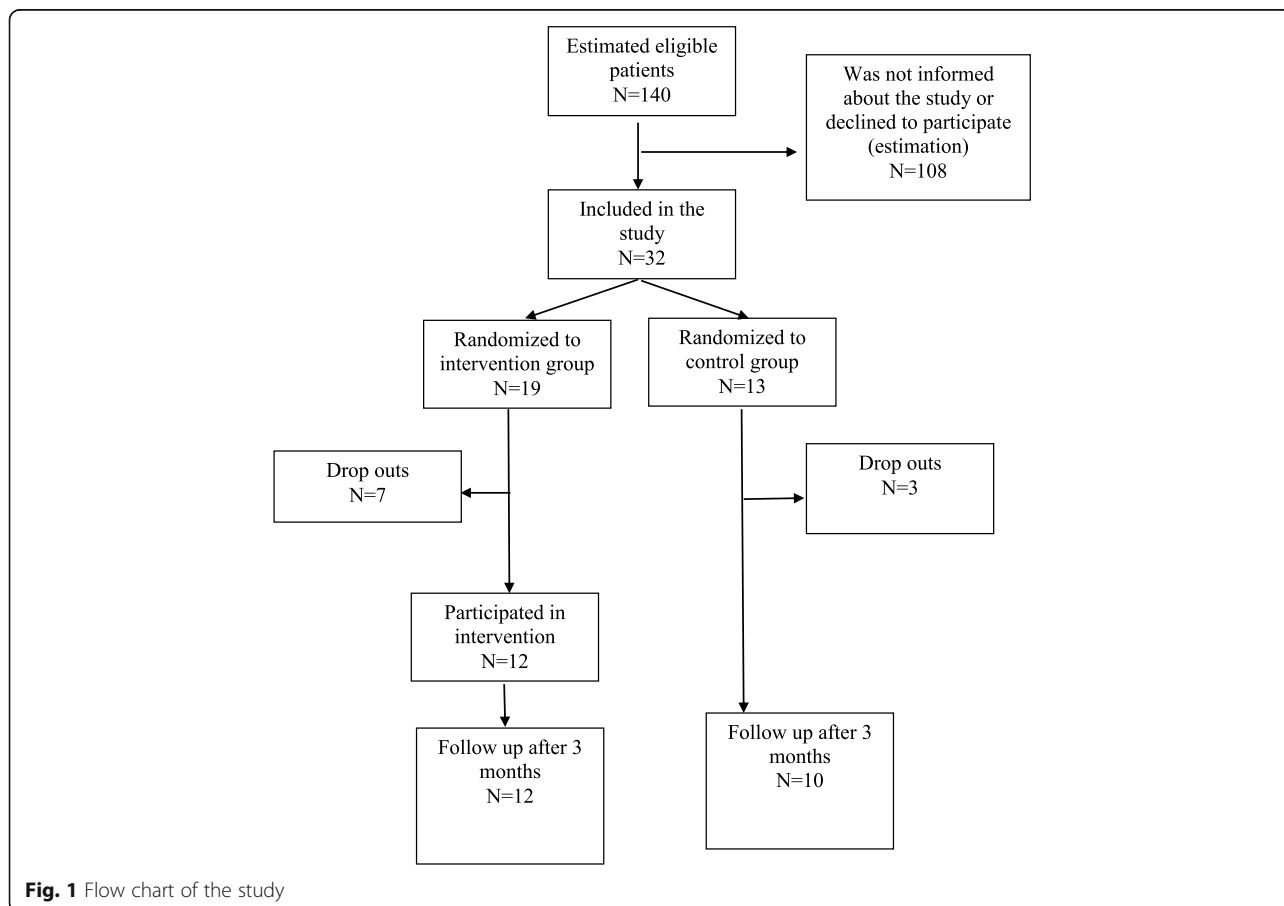 Estimated eligible
patients
N=140
Was not informed
about the study or
declined to participate
(estimation)
N=108
Included in the
study
N=32
Randomized to
intervention group
N=19
Randomized to
control group
N=13
Drop outs
N=7
Drop outs
N=3
Participated in
intervention
N=12
Follow up after 3
months
N=12
Follow up after 3
months
N=10
Fig. 1 Flow chart of the study